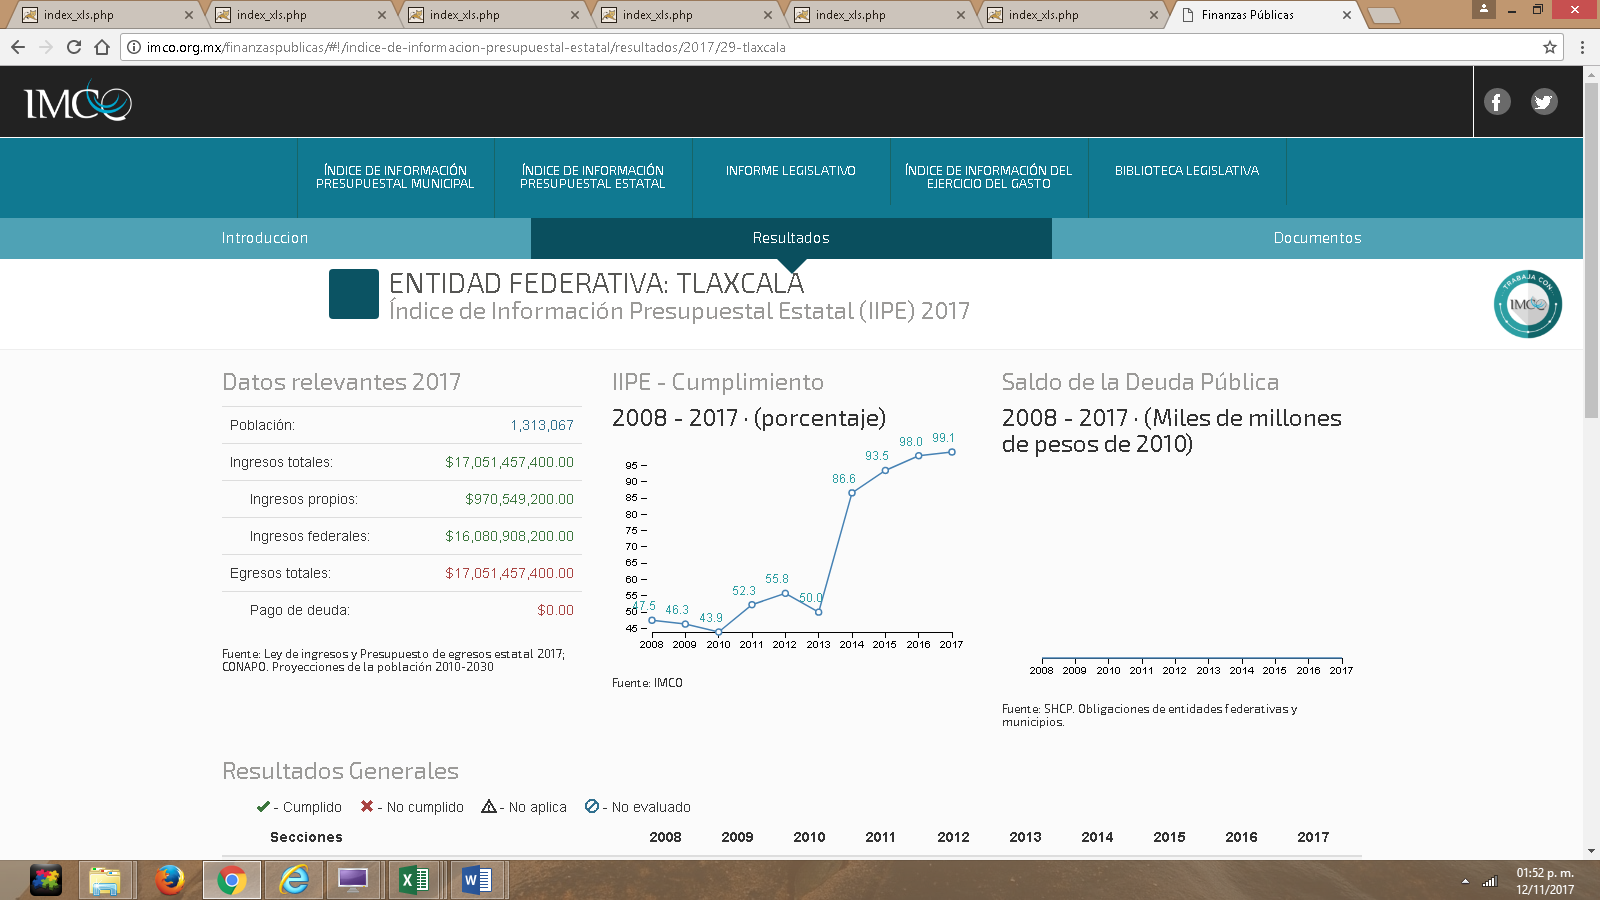 index_xls.php
index_xls.php
index_xls.php
index_xls.php
index_xls.php
index_xls.php
Finanzas Públicas
imco.org.mx/finanzaspublicas/#!/indice-de-informacion-presupuestal-estatal/resultados/2017/29-tlaxcala
IMCO
ÍNDICE DE INFORMACIÓN
PRESUPUESTAL MUNICIPAL
ÍNDICE DE INFORMACIÓN
PRESUPUESTAL ESTATAL
INFORME LEGISLATIVO
ÍNDICE DE INFORMACIÓN DEL
EJERCICIO DEL GASTO
BIBLIOTECA LEGISLATIVA
Introduccion
Resultados
Documentos
ENTIDAD FEDERATIVA: TLAXCALA
Índice de Información Presupuestal Estatal (IIPE) 2017
TRABAJA CON
IMCO
Datos relevantes 2017
Población: 1,313,067
Ingresos totales: $17,051,457,400.00
Ingresos propios: $970,549,200.00
Ingresos federales: $16,080,908,200.00
Egresos totales: $17,051,457,400.00
Pago de deuda: $0.00
Fuente: Ley de ingresos y Presupuesto de egresos estatal 2017;
CONAPO. Proyecciones de la población 2010-2030
IIPE - Cumplimiento
2008 - 2017 · (porcentaje)
95
90
85
80
75
70
65
60
55
50
45
47.5
46.3
43.9
52.3
55.8
50.0
86.6
93.5
98.0
99.1
2008 2009 2010 2011 2012 2013 2014 2015 2016 2017
Fuente: IMCO
Saldo de la Deuda Pública
2008 - 2017 · (Miles de millones
de pesos de 2010)
2008 2009 2010 2011 2012 2013 2014 2015 2016 2017
Fuente: SHCP. Obligaciones de entidades federativas y
municipios.
Resultados Generales
- Cumplido - No cumplido - No aplica - No evaluado
Secciones 2008 2009 2010 2011 2012 2013 2014 2015 2016 2017
01:52 p. m.
12/11/2017